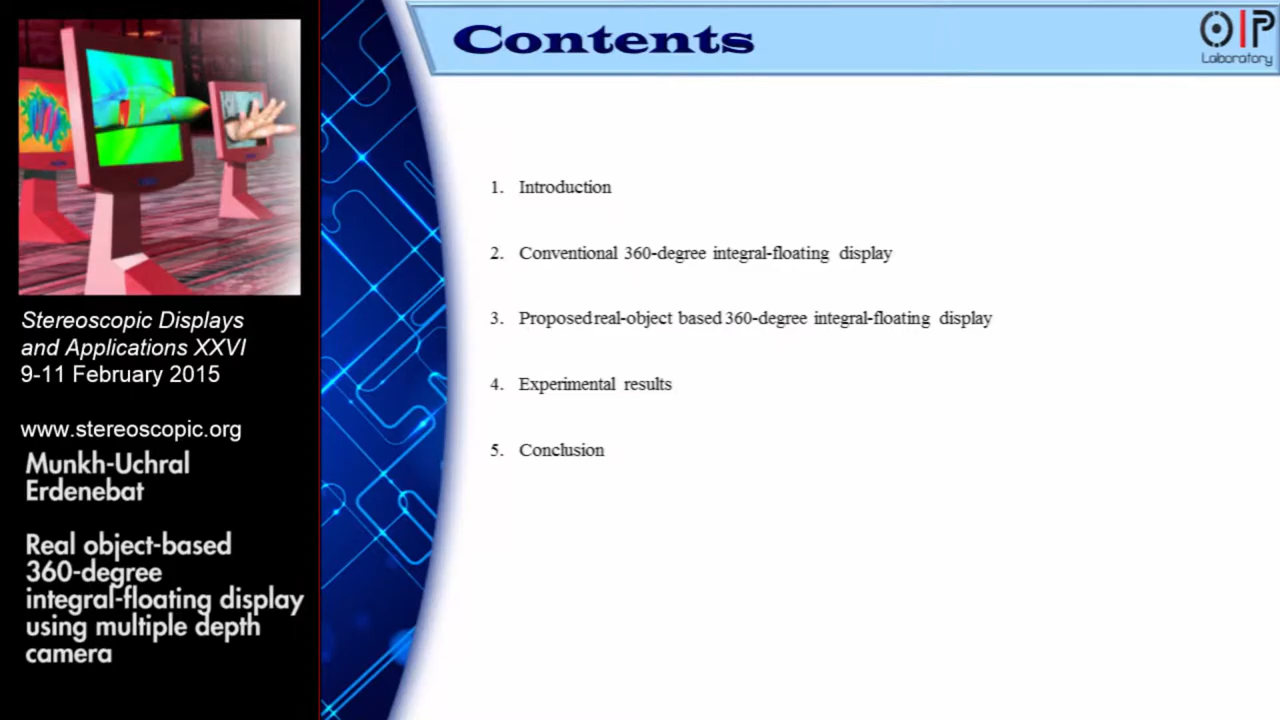 Contents
OIP
Laboratory
1. Introduction
2. Conventional 360-degree integral-floating display
3. Proposed real-object based 360-degree integral-floating display
4. Experimental results
5. Conclusion
Stereoscopic Displays
and Applications XXVI
9-11 February 2015
www.stereoscopic.org
Munkh-Uchral
Erdenebat
Real object-based
360-degree
integral-floating display
using multiple depth
camera